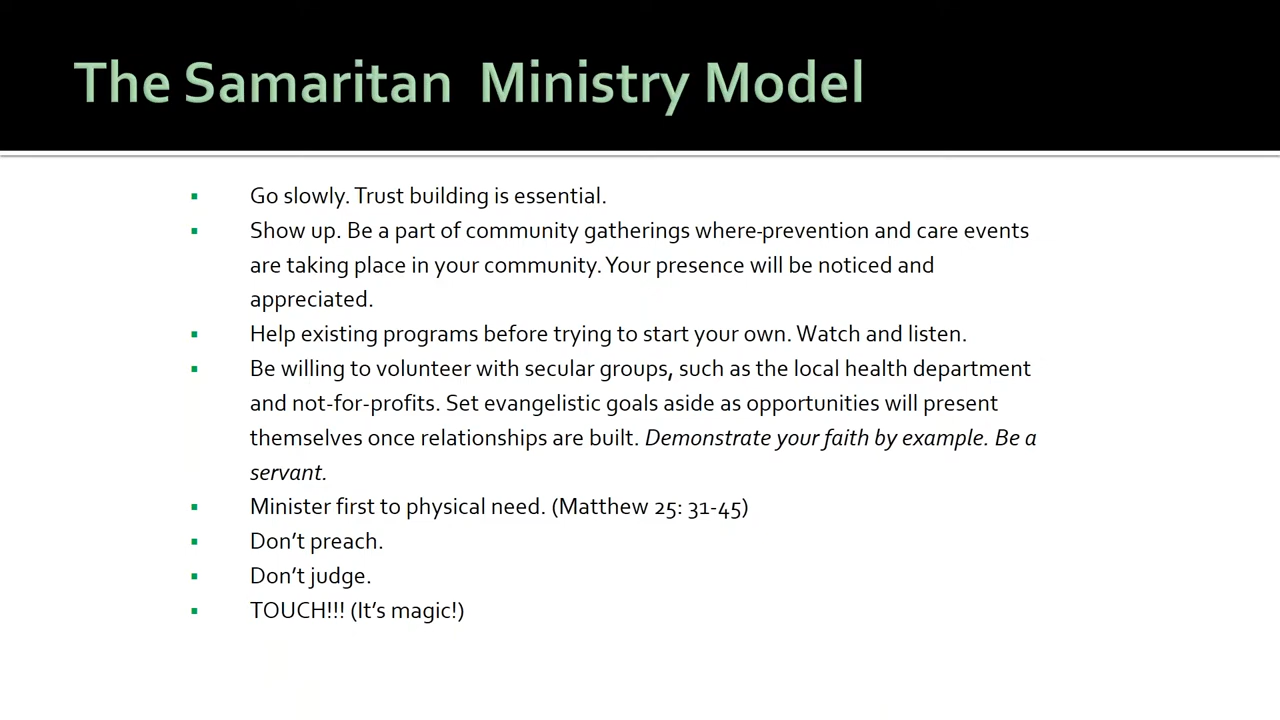 The Samaritan  Ministry Model
▪ Go slowly. Trust building is essential.
▪ Show up. Be a part of community gatherings where-prevention and care events
are taking place in your community. Your presence will be noticed and
appreciated.
▪ Help existing programs before trying to start your own. Watch and listen.
▪ Be willing to volunteer with secular groups, such as the local health department
and not-for-profits. Set evangelistic goals aside as opportunities will present
themselves once relationships are built. Demonstrate your faith by example. Be a
servant.
▪ Minister first to physical need. (Matthew 25: 31-45)
▪ Don’t preach.
▪ Don’t judge.
▪ TOUCH!!! (It’s magic!)